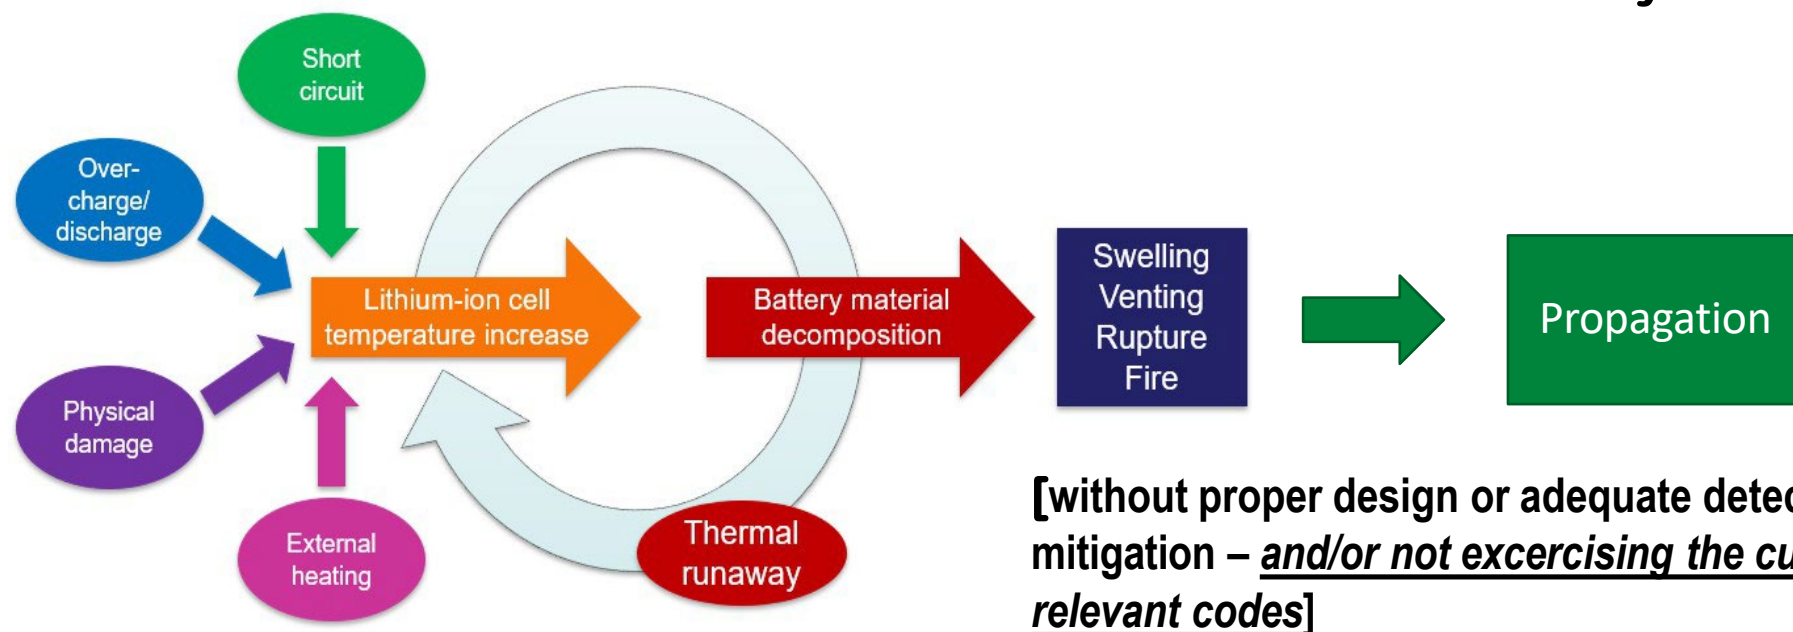 Short
circuit
Over-
charge/
discharge
Lithium-ion cell
temperature increase
Battery material
decomposition
Swelling
Venting
Rupture
Fire
Propagation
Physical
damage
External
heating
Thermal
runaway
[without proper design or adequate
mitigation – and/or not excercising the
relevant codes]